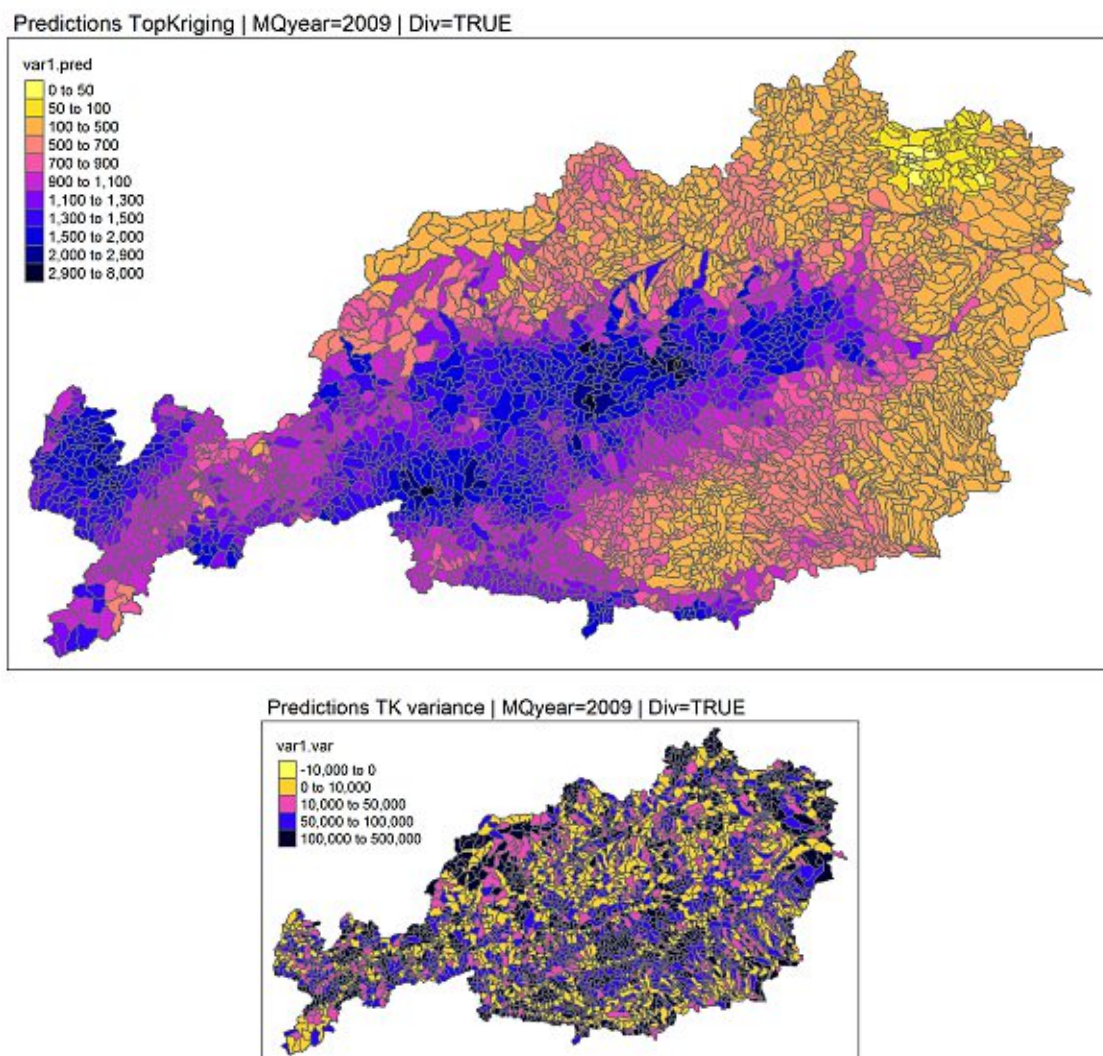 Predictions TopKriging | MQyear=2009 | Div=TRUE
var1.pred
0 to 50
50 to 100
100 to 500
500 to 700
700 to 900
900 to 1,100
1,100 to 1,300
1,300 to 1,500
1,500 to 2,000
2,000 to 2,900
2,900 to 8,000
Predictions TK variance | MQyear=2009 | Div=TRUE
var1.var
-10,000 to 0
0 to 10,000
10,000 to 50,000
50,000 to 100,000
100,000 to 500,000